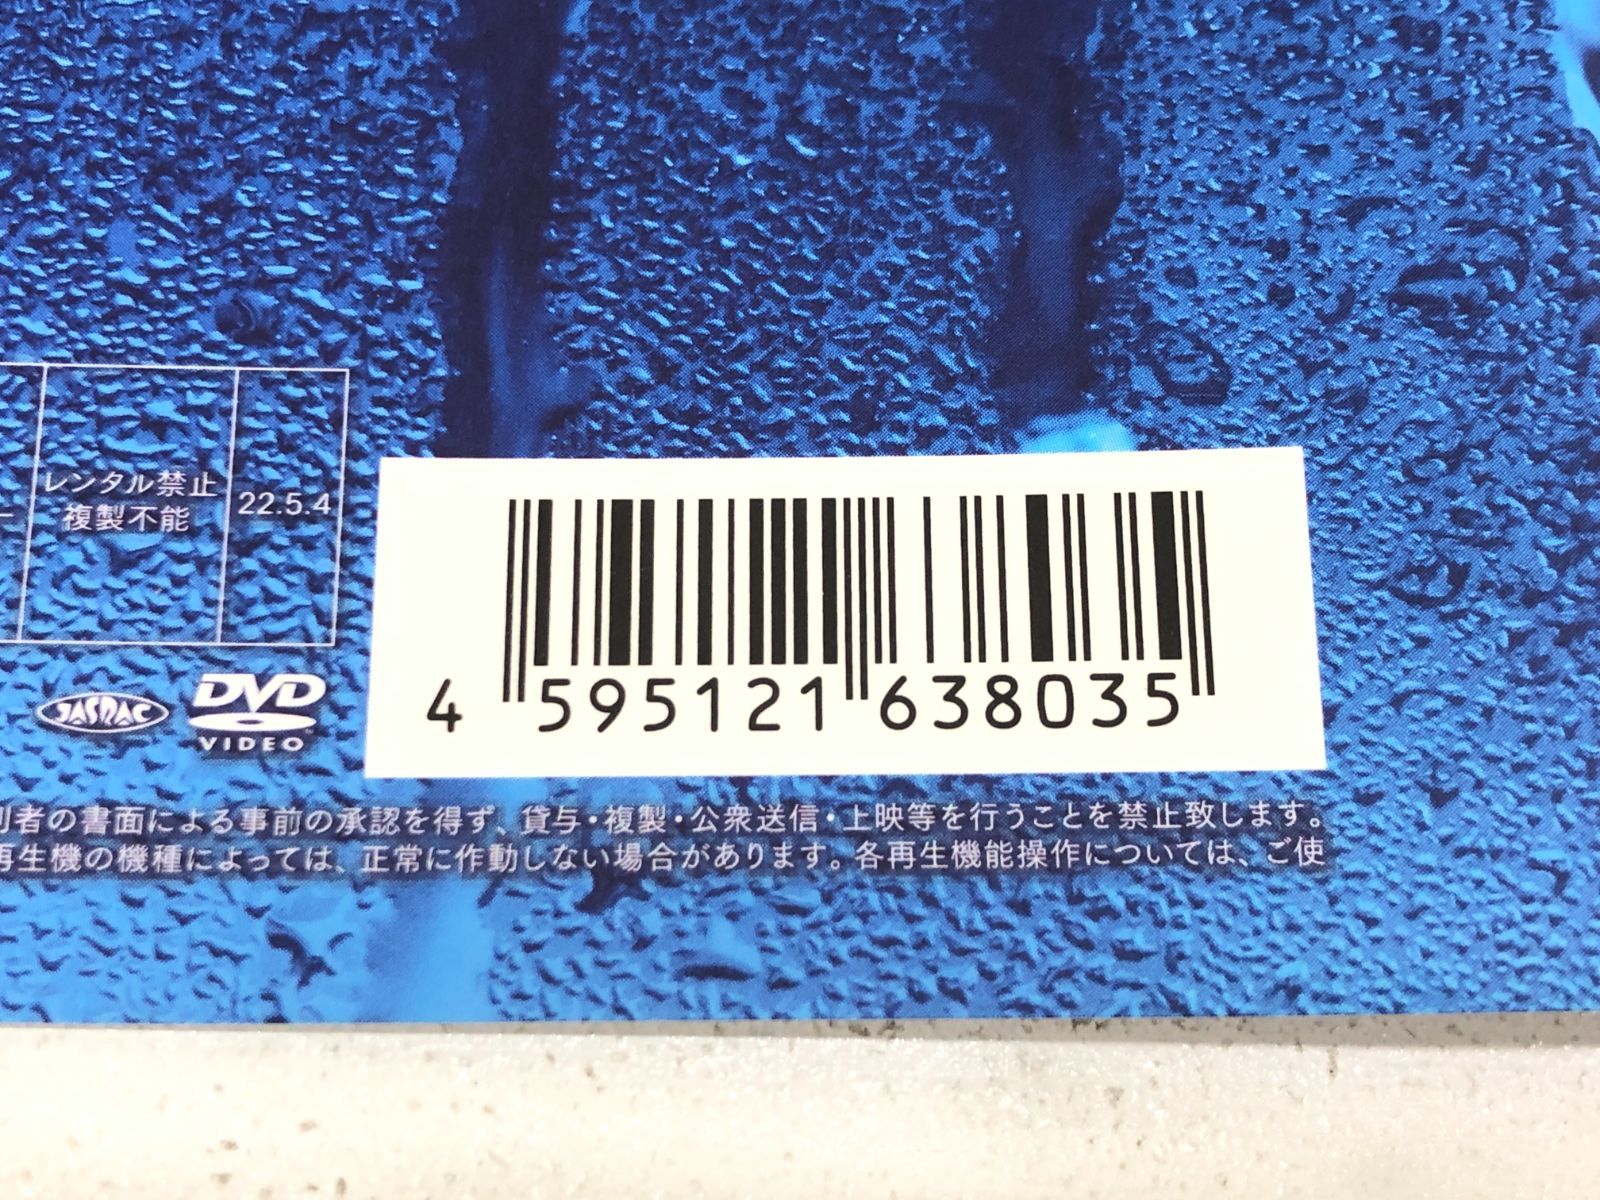 レンタル禁止
複製不能
22.5.4
JASRAC
DVD
VIDEO
4 595121 638035
者の書面による事前の承認を得ず、貸与・複製・公衆送信・上映等を行うことを禁止致します。
再生機の機種によっては、正常に作動しない場合があります。各再生機能操作については、ご使